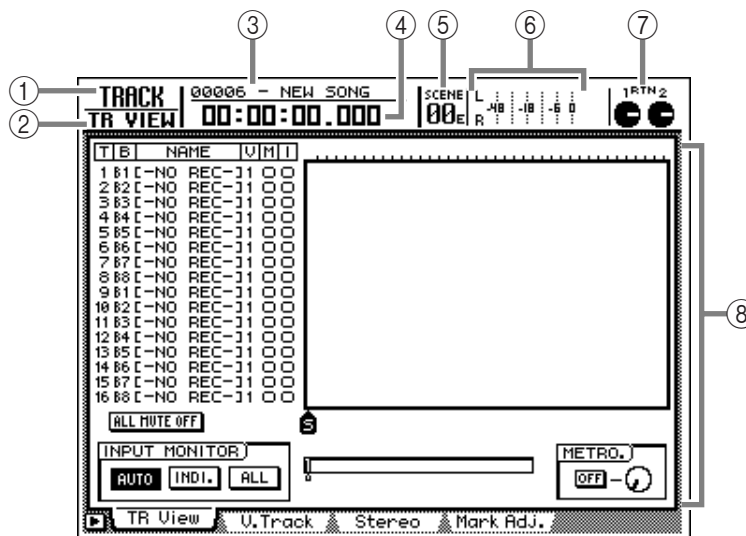 ③ ④ ⑤ ⑥ ⑦
① TRACK 00006 - NEW SONG SCENE L -48 -18 -6 0 1 RTN 2
② TR VIEW 00:00:00.000 00E R
T B NAME V M I
1 B1 [-NO REC-] 1
2 B2 [-NO REC-] 1
3 B3 [-NO REC-] 1
4 B4 [-NO REC-] 1
5 B5 [-NO REC-] 1
6 B6 [-NO REC-] 1
7 B7 [-NO REC-] 1
8 B8 [-NO REC-] 1
9 B1 [-NO REC-] 1
10 B2 [-NO REC-] 1
11 B3 [-NO REC-] 1
12 B4 [-NO REC-] 1
13 B5 [-NO REC-] 1
14 B6 [-NO REC-] 1
15 B7 [-NO REC-] 1
16 B8 [-NO REC-] 1
⑧
ALL MUTE OFF S
INPUT MONITOR METRO.
AUTO INDI. ALL OFF
TR View V.Track Stereo Mark Adj.